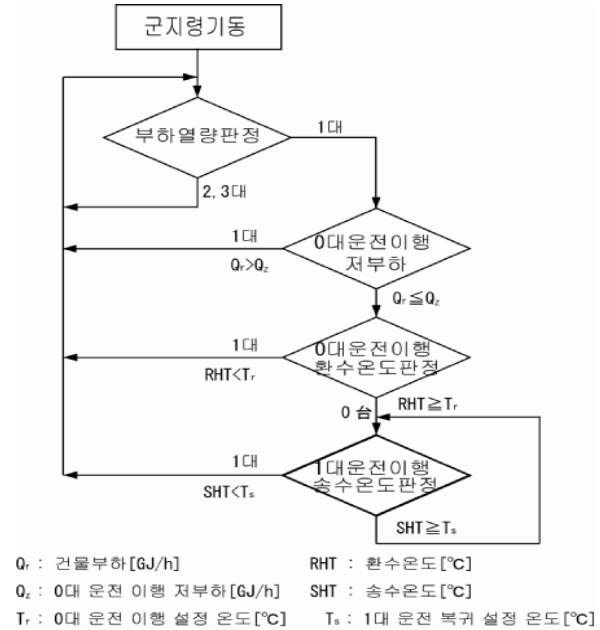 군지령기동
부하열량판정
1대
2, 3대
1대
0대운전이행
저부하
Qr>Qz
Qr≦Qz
1대
0대운전이행
환수온도판정
RHT<Tr
0 台
RHT≧Tr
1대
1대운전이행
송수온도판정
SHT<Ts
SHT≧Ts
Qr : 건물부하[GJ/h]
RHT : 환수온도[℃]
Qz : 0대 운전 이행 저부하[GJ/h]
SHT : 송수온도[℃]
Tr : 0대 운전 이행 설정 온도[℃]
Ts : 1대 운전 복귀 설정 온도[℃]